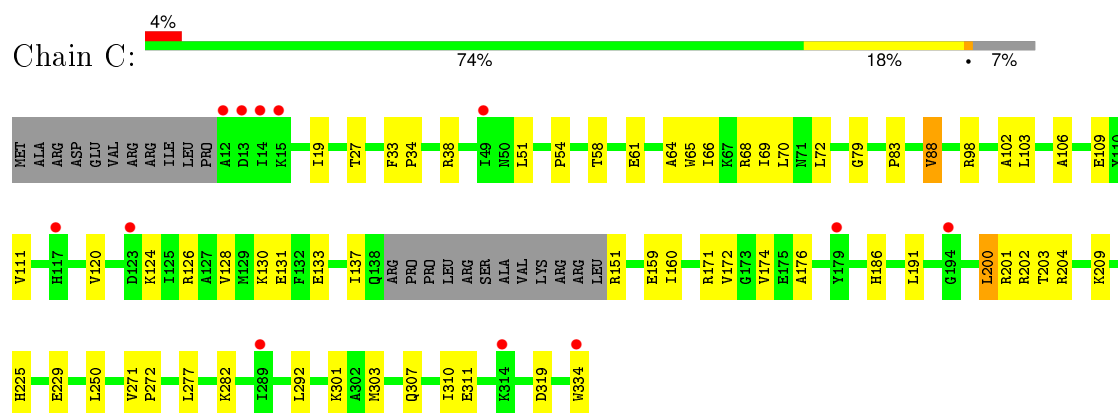 4%
Chain C:
74% 18% • 7%
MET ALA ARG ASP GLU VAL ARG ARG ILE LEU PRO A12 D13 I14 K15 I19 T27 F33 P34 R38 I49 N50 L51 P54 T58 E61 A64 W65 I66 K67 R68 I69 L70 N71 L72 G79 P83 V88 R98 A102 L103 A106 E109 Y110
V111 H117 V120 D123 K124 I125 R126 A127 V128 M129 K130 E131 F132 E133 I137 Q138 ARG PRO PRO LEU ARG SER ALA VAL LYS ARG ARG LEU R151 E159 I160 R171 V172 G173 V174 E175 A176 Y179 H186 L191 G194 L200 R201 R202 T203 R204 K209
H225 E229 L250 V271 P272 L277 K282 I289 L292 K301 A302 M303 Q307 I310 E311 K314 D319 W334